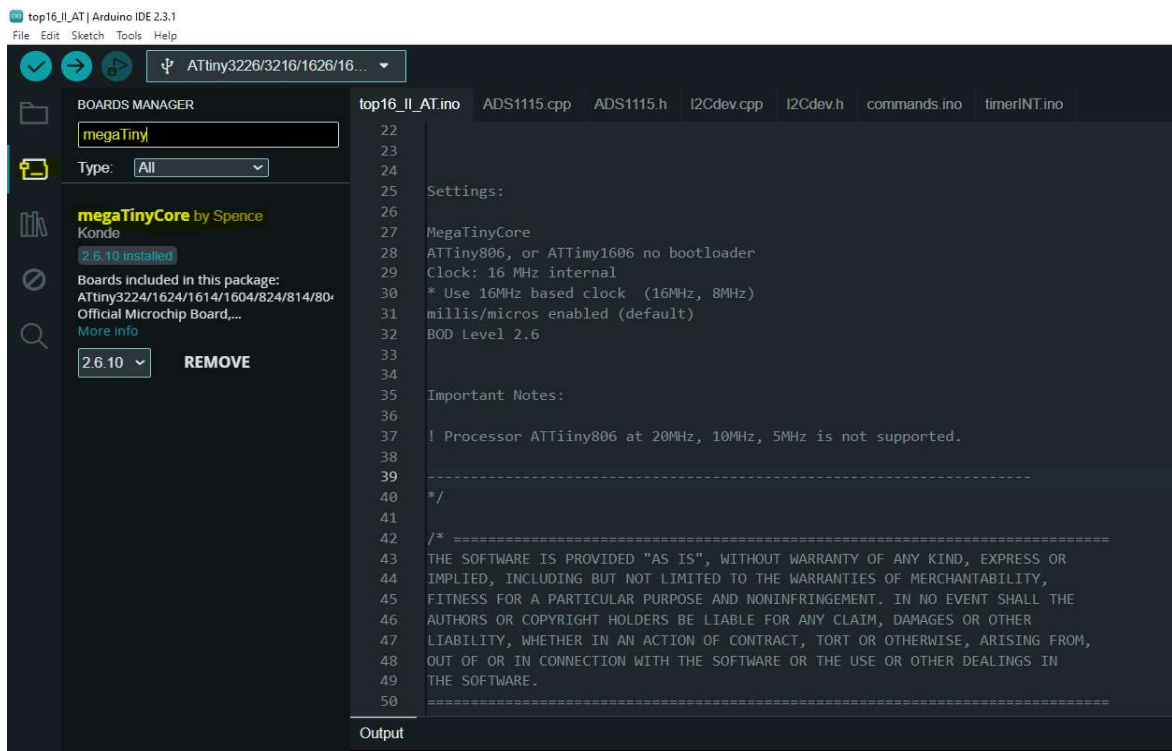 top16_II_AT | Arduino IDE 2.3.1
File Edit Sketch Tools Help
ATtiny3226/3216/1626/16...
BOARDS MANAGER
megaTiny
Type: All
megaTinyCore by Spence
Konde
2.6.10 installed
Boards included in this package:
ATtiny3224/1624/1614/1604/824/814/804
Official Microchip Board,...
More info
2.6.10 REMOVE
top16_II_AT.ino ADS1115.cpp ADS1115.h I2Cdev.cpp I2Cdev.h commands.ino timerINT.ino
22
23
24
25 Settings:
26
27 MegaTinyCore
28 ATTiny806, or ATTimy1606 no bootloader
29 Clock: 16 MHz internal
30 * Use 16MHz based clock (16MHz, 8MHz)
31 millis/micros enabled (default)
32 BOD Level 2.6
33
34
35 Important Notes:
36
37 ! Processor ATTiiny806 at 20MHz, 10MHz, 5MHz is not supported.
38
39 -----------------------------------------------------------------------
40 */
41
42 /* ============================================================================
43 THE SOFTWARE IS PROVIDED "AS IS", WITHOUT WARRANTY OF ANY KIND, EXPRESS OR
44 IMPLIED, INCLUDING BUT NOT LIMITED TO THE WARRANTIES OF MERCHANTABILITY,
45 FITNESS FOR A PARTICULAR PURPOSE AND NONINFRINGEMENT. IN NO EVENT SHALL THE
46 AUTHORS OR COPYRIGHT HOLDERS BE LIABLE FOR ANY CLAIM, DAMAGES OR OTHER
47 LIABILITY, WHETHER IN AN ACTION OF CONTRACT, TORT OR OTHERWISE, ARISING FROM,
48 OUT OF OR IN CONNECTION WITH THE SOFTWARE OR THE USE OR OTHER DEALINGS IN
49 THE SOFTWARE.
50 ===============================================================================
Output